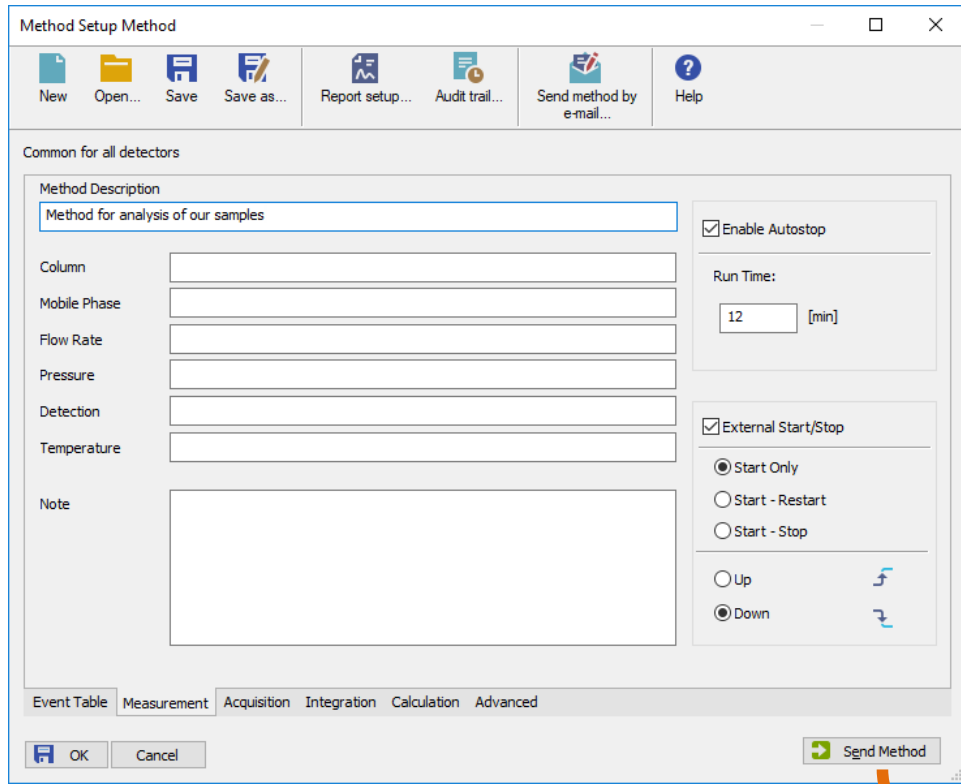 Method Setup Method
New
Open...
Save
Save as...
Report setup...
Audit trail...
Send method by
e-mail...
Help
Common for all detectors
Method Description
Method for analysis of our samples
Column
Mobile Phase
Flow Rate
Pressure
Detection
Temperature
Note
Enable Autostop
Run Time:
12 [min]
External Start/Stop
Start Only
Start - Restart
Start - Stop
Up
Down
Event Table Measurement Acquisition Integration Calculation Advanced
OK Cancel Send Method